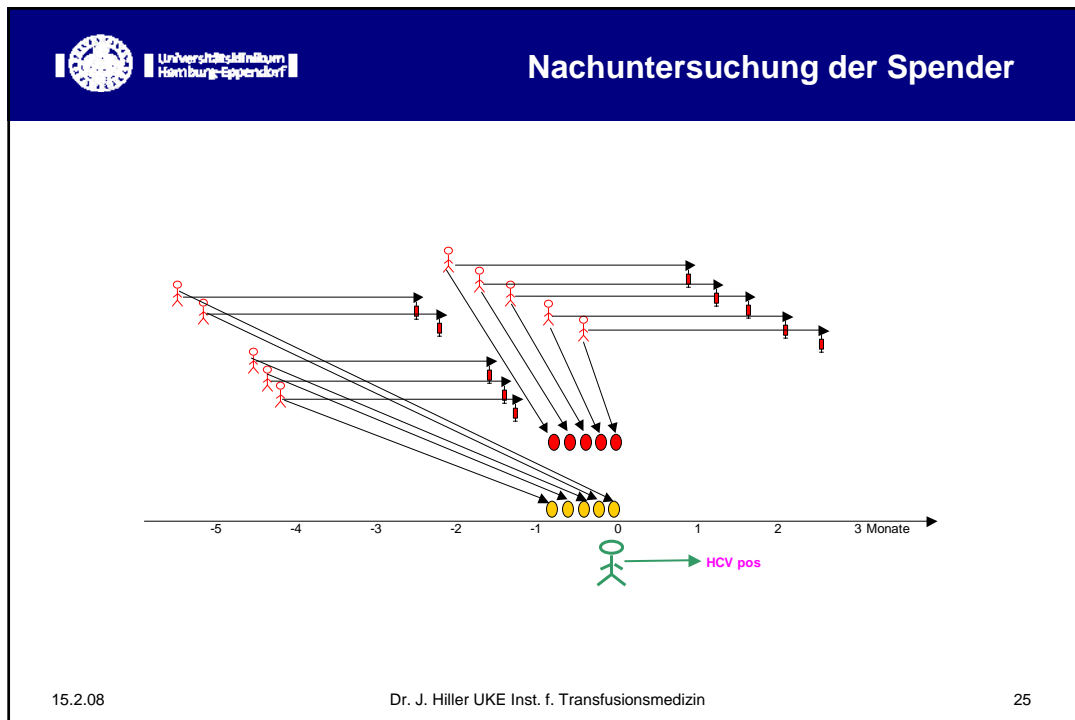 Universitätsklinikum
Hamburg-Eppendorf
Nachuntersuchung der Spender
-5 -4 -3 -2 -1 0 1 2 3 Monate
HCV pos
15.2.08 Dr. J. Hiller UKE Inst. f. Transfusionsmedizin 25